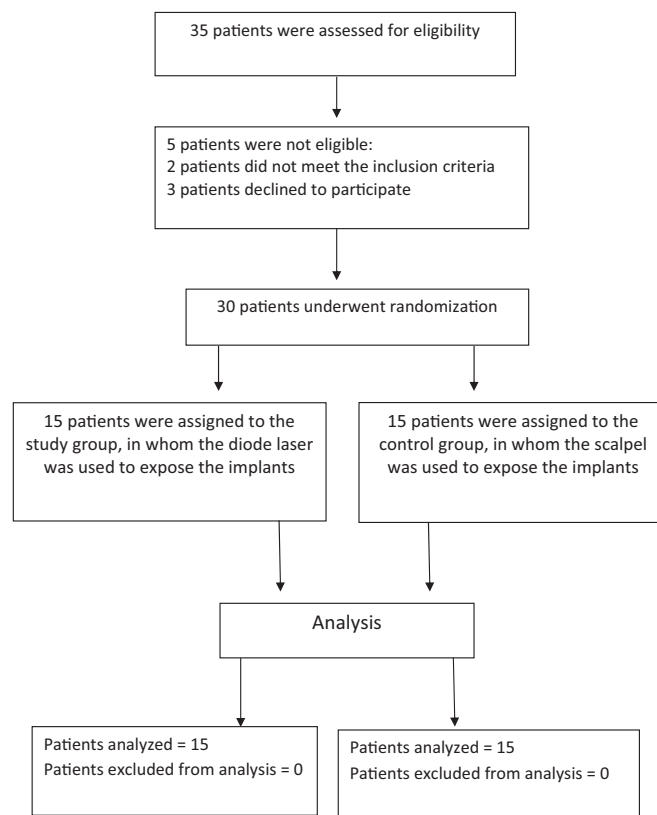 35 patients were assessed for eligibility
5 patients were not eligible:
2 patients did not meet the inclusion criteria
3 patients declined to participate
30 patients underwent randomization
15 patients were assigned to the
study group, in whom the diode laser
was used to expose the implants
15 patients were assigned to the
control group, in whom the scalpel
was used to expose the implants
Analysis
Patients analyzed = 15
Patients excluded from analysis = 0
Patients analyzed = 15
Patients excluded from analysis = 0